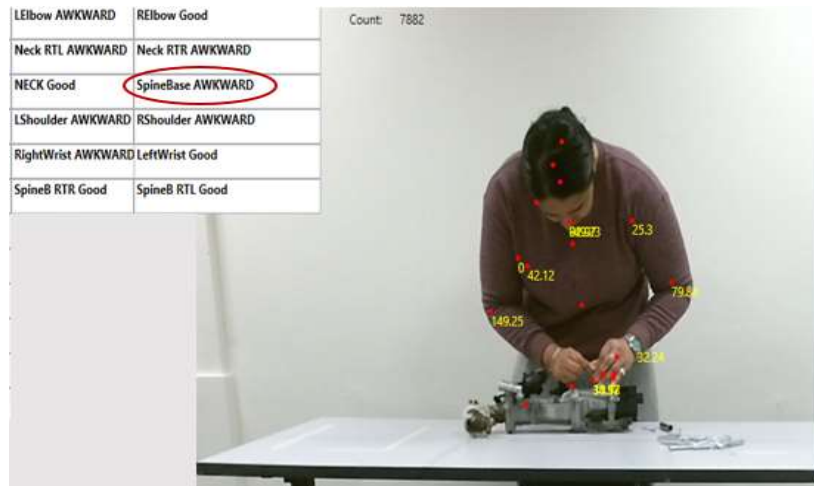 LElbow AWKWARD RElbow Good
Count: 7882
Neck RTL AWKWARD Neck RTR AWKWARD
NECK Good SpineBase AWKWARD
LShoulder AWKWARD RShoulder AWKWARD
RightWrist AWKWARD LeftWrist Good
SpineB RTR Good SpineB RTL Good
25.3
0
42.12
149.25
32.24